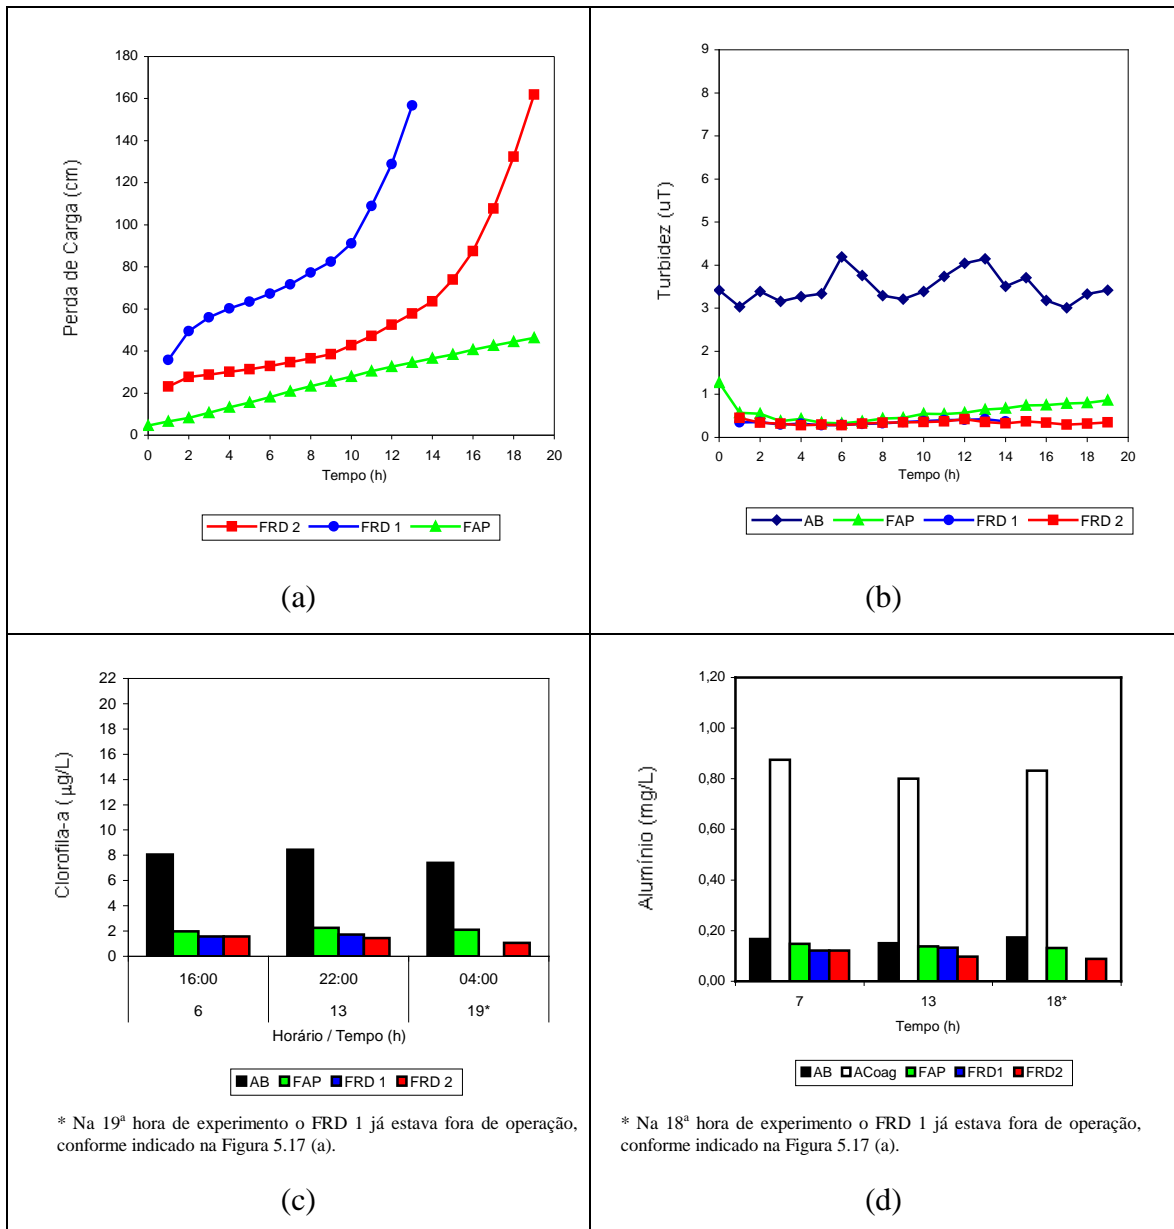 180
160
140
120
100
80
60
40
20
0
Perda de Carga (cm)
0 2 4 6 8 10 12 14 16 18 20
Tempo (h)
FRD 2 FRD 1 FAP
(a)
9
8
7
6
5
4
3
2
1
0
Turbidez (uT)
0 2 4 6 8 10 12 14 16 18 20
Tempo (h)
AB FAP FRD 1 FRD 2
(b)
22
20
18
16
14
12
10
8
6
4
2
0
Clorofila-a ( µg/L)
16:00 22:00 04:00
6 13 19*
Horário / Tempo (h)
AB FAP FRD 1 FRD 2
* Na 19ª hora de experimento o FRD 1 já estava fora de operação,
conforme indicado na Figura 5.17 (a).
(c)
1,20
1,00
0,80
0,60
0,40
0,20
0,00
Alumínio (mg/L)
7 13 18*
Tempo (h)
AB ACoag FAP FRD1 FRD2
* Na 18ª hora de experimento o FRD 1 já estava fora de operação,
conforme indicado na Figura 5.17 (a).
(d)